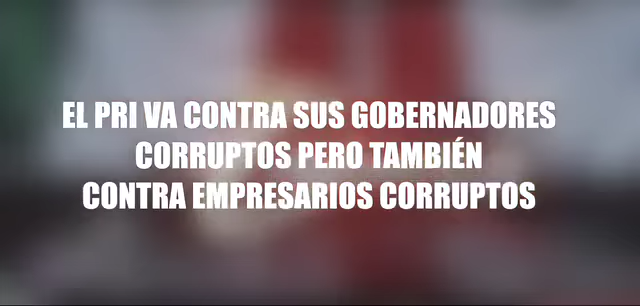 EL PRI VA CONTRA SUS GOBERNADORES
CORRUPTOS PERO TAMBIÉN
CONTRA EMPRESARIOS CORRUPTOS